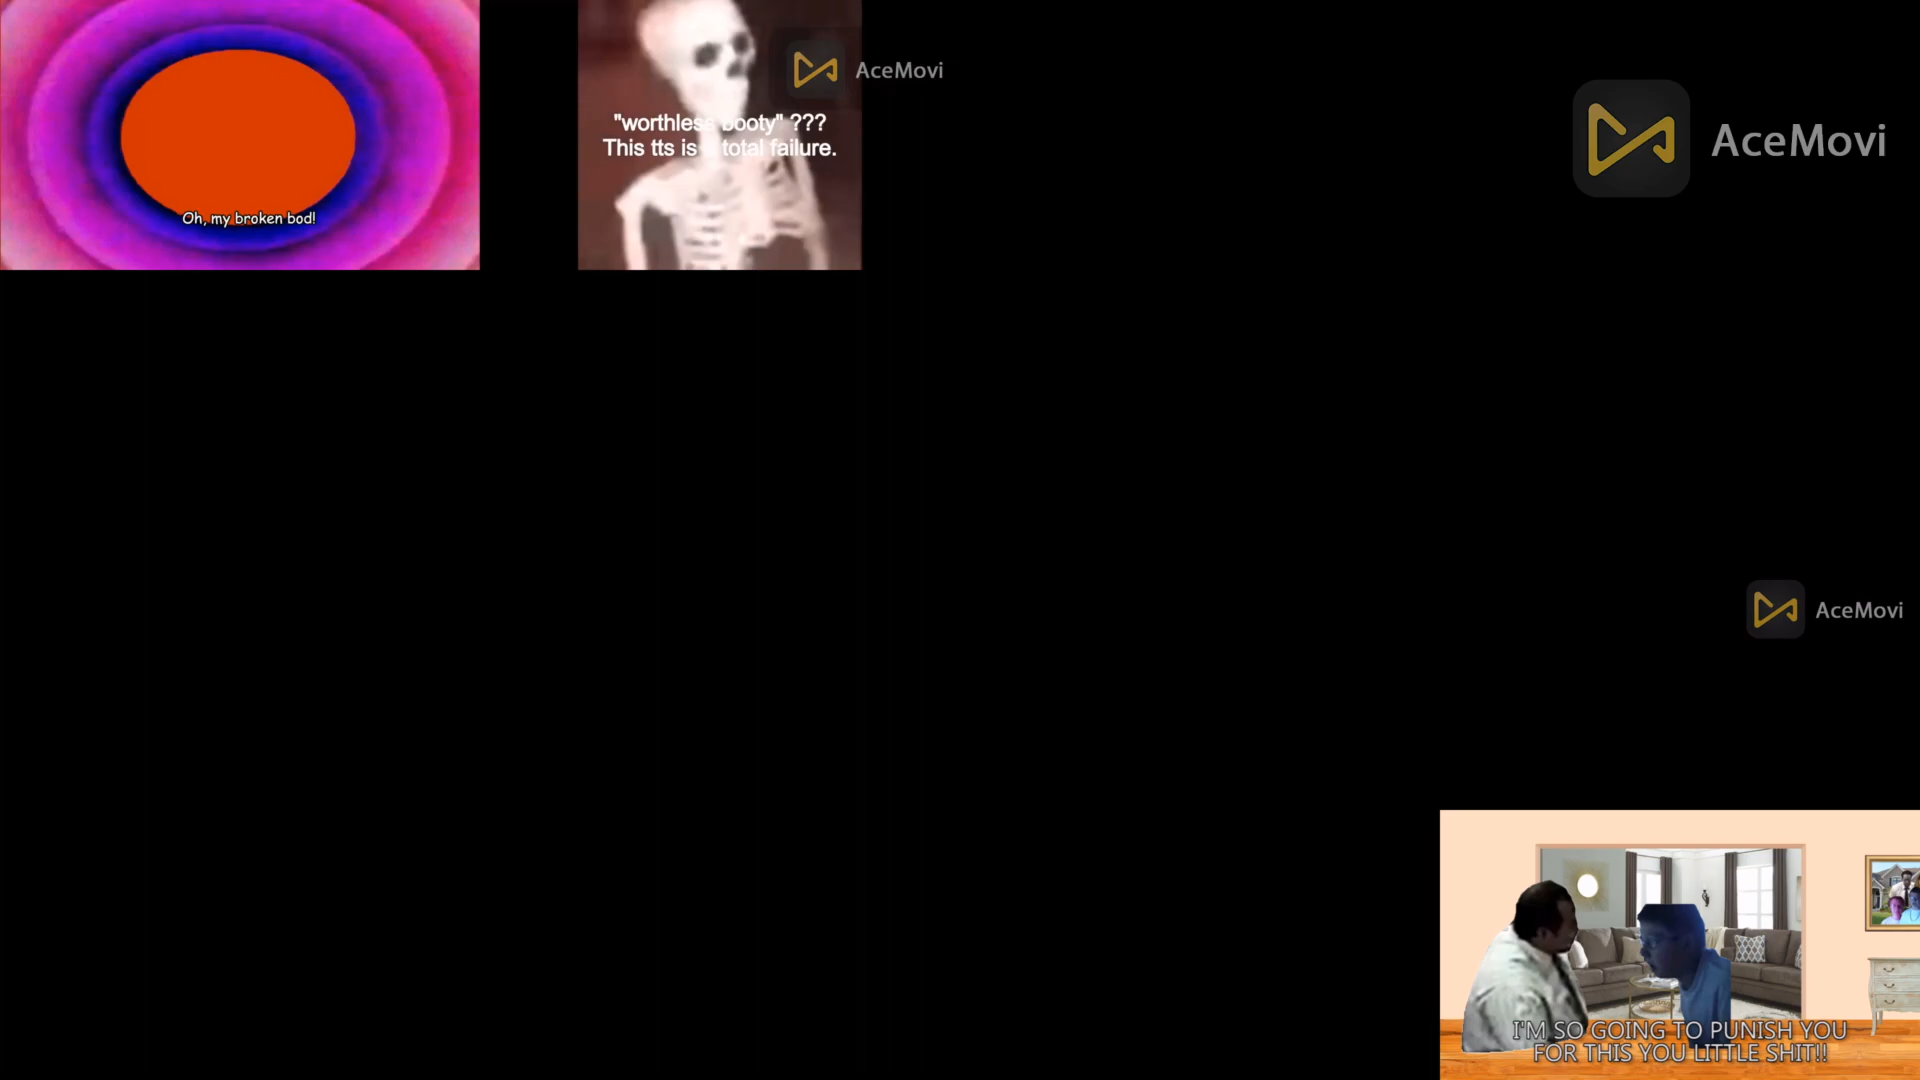 AceMovi
AceMovi
"worthless booty" ???
This tts is a total failure.
Oh, my broken bod!
AceMovi
I'M SO GOING TO PUNISH YOU
FOR THIS YOU LITTLE SHIT!!